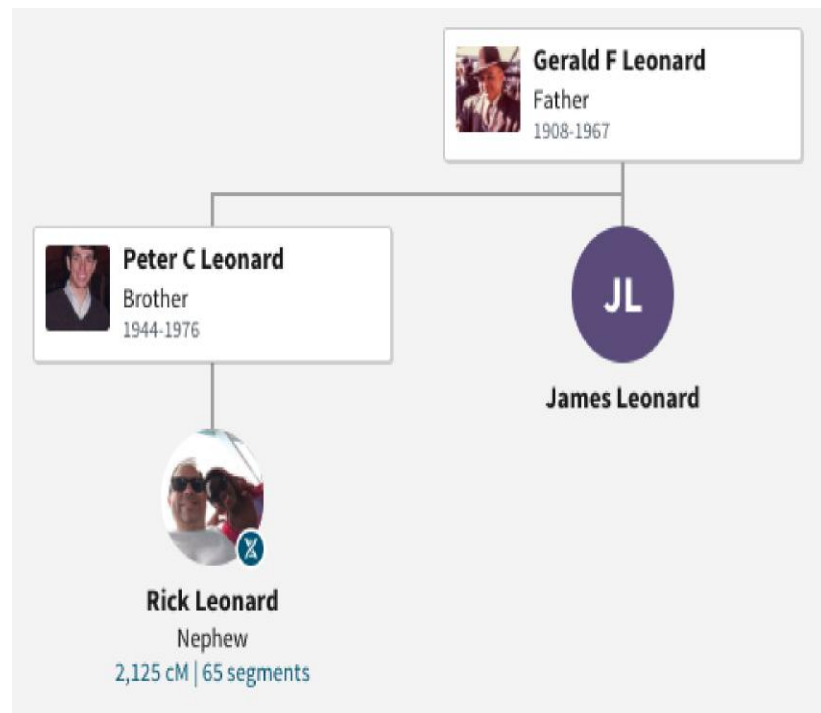 Gerald F Leonard
Father
1908-1967
Peter C Leonard
Brother
1944-1976
JL
James Leonard
Rick Leonard
Nephew
2,125 cM | 65 segments